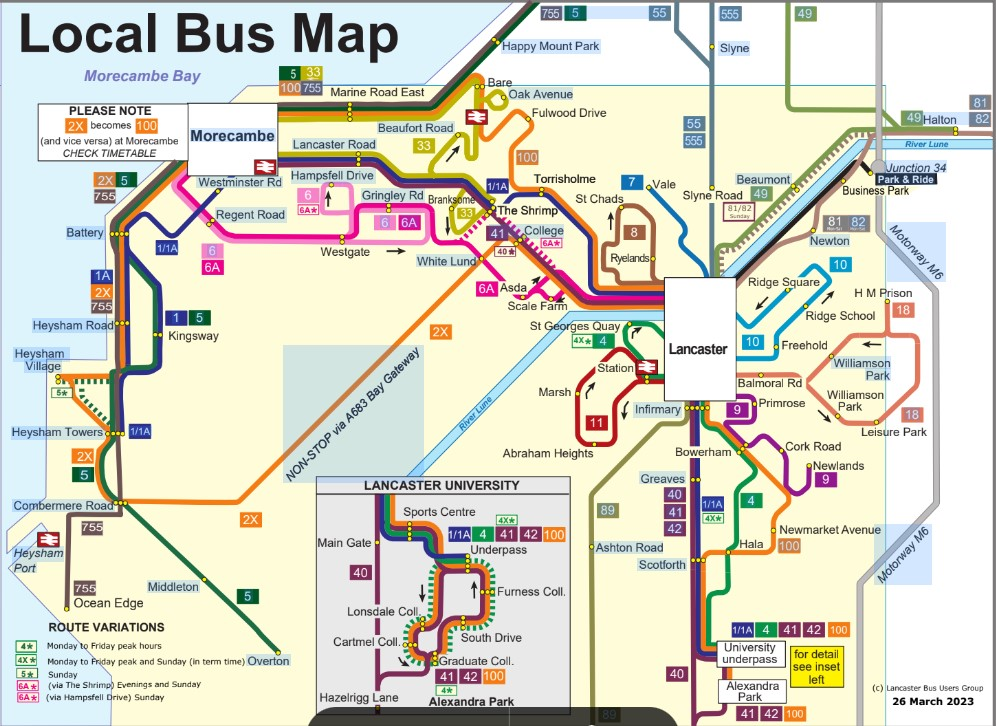 Local Bus Map
Morecambe Bay
755 5
55
555
49
Happy Mount Park
Slyne
5 33
100 755
Marine Road East
Bare
Oak Avenue
PLEASE NOTE
2X becomes 100
(and vice versa) at Morecambe
CHECK TIMETABLE
Morecambe
Beaufort Road
33
Fulwood Drive
55
555
49 Halton
81
82
River Lune
Lancaster Road
100
2X 5
755
Westminster Rd
Hampsfell Drive
6
6A★
Gringley Rd
6 6A
Branksome
33
1/1A
Torrisholme
The Shrimp
7 Vale
St Chads
Slyne Road
Beaumont
49
81/82
Sunday
Junction 34
Park & Ride
Business Park
Regent Road
Battery
1/1A
6
6A
Westgate
41
40★
College
6A★
8
Ryelands
81 82
Newton
Motorway M6
White Lund
6A
Asda
Scale Farm
10
Ridge Square
Ridge School
H M Prison
18
1A
2X
755
Heysham Road
1 5
Kingsway
2X
St Georges Quay
4X★ 4
Lancaster
10
Freehold
Heysham
Village
5★
Station
Marsh
11
Balmoral Rd
Williamson
Park
Williamson
Park
18
Leisure Park
NON-STOP via A683 Bay Gateway
River Lune
Infirmary
9
Primrose
Heysham Towers
1/1A
2X
5
Abraham Heights
Bowerham
Cork Road
Newlands
9
Combermere Road
2X
755
LANCASTER UNIVERSITY
Greaves
40
41
42
1/1A
4X★
4
Sports Centre
4X★
1/1A 4 41 42 100
Underpass
Main Gate
89
Newmarket Avenue
100
Heysham
Port
Ashton Road
Hala
Scotforth
Motorway M6
40
Furness Coll.
Middleton
5
755
Ocean Edge
Lonsdale Coll.
Cartmel Coll.
South Drive
Graduate Coll.
1/1A 4 41 42 100
ROUTE VARIATIONS
4★ Monday to Friday peak hours
4X★ Monday to Friday peak and Sunday (in term time)
5★ Sunday
6A★ (via The Shrimp) Evenings and Sunday
6A★ (via Hampsfell Drive) Sunday
Overton
University
underpass
for detail
see inset
left
40
41 42 100
4★
Alexandra Park
Hazelrigg Lane
Alexandra
Park
41 42 100
89
(c) Lancaster Bus Users Group
26 March 2023